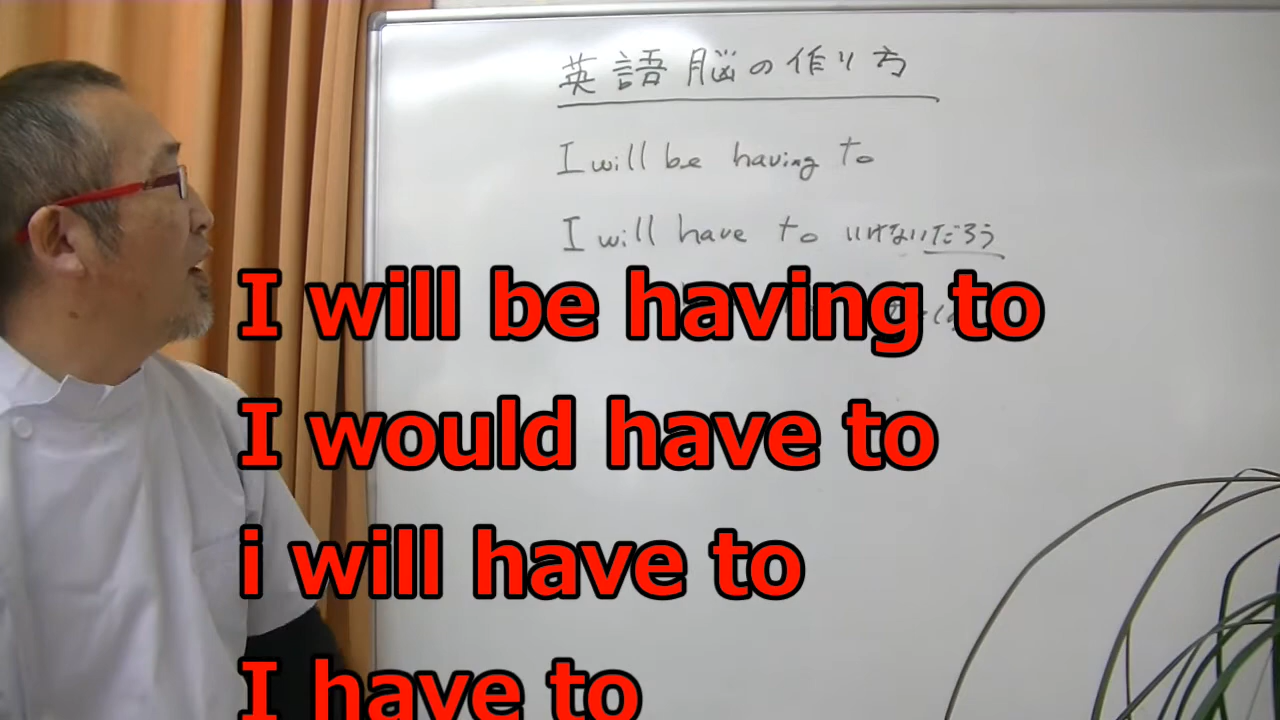 英語脳の作り方
I will be having to
I will have to いけないだろう
I will be having to
I would have to
i will have to
I have to